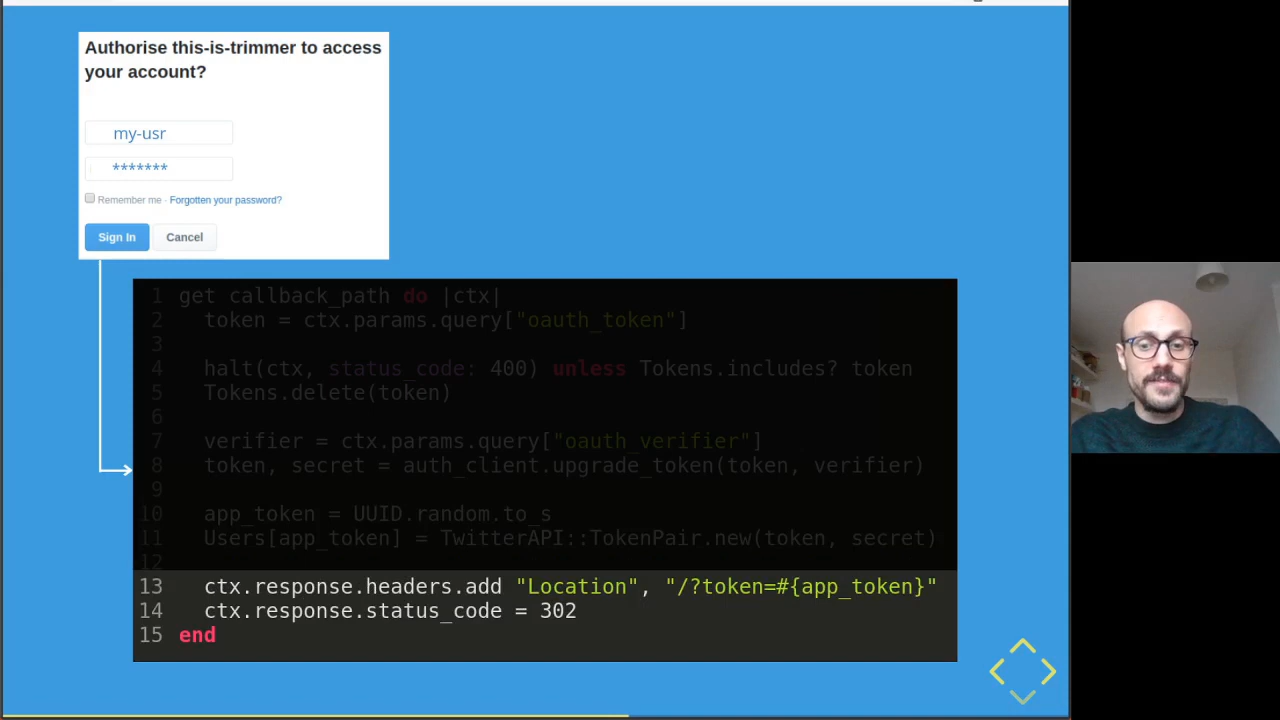 Authorise this-is-trimmer to access
your account?
my-usr
*******
Remember me - Forgotten your password?
Sign In
Cancel
1 get callback_path do |ctx|
2 token = ctx.params.query["oauth_token"]
3
4 halt(ctx, status_code: 400) unless Tokens.includes? token
5 Tokens.delete(token)
6
7 verifier = ctx.params.query["oauth_verifier"]
8 token, secret = auth_client.upgrade_token(token, verifier)
9
10 app_token = UUID.random.to_s
11 Users[app_token] = TwitterAPI::TokenPair.new(token, secret)
12
13 ctx.response.headers.add "Location", "/?token=#{app_token}"
14 ctx.response.status_code = 302
15 end